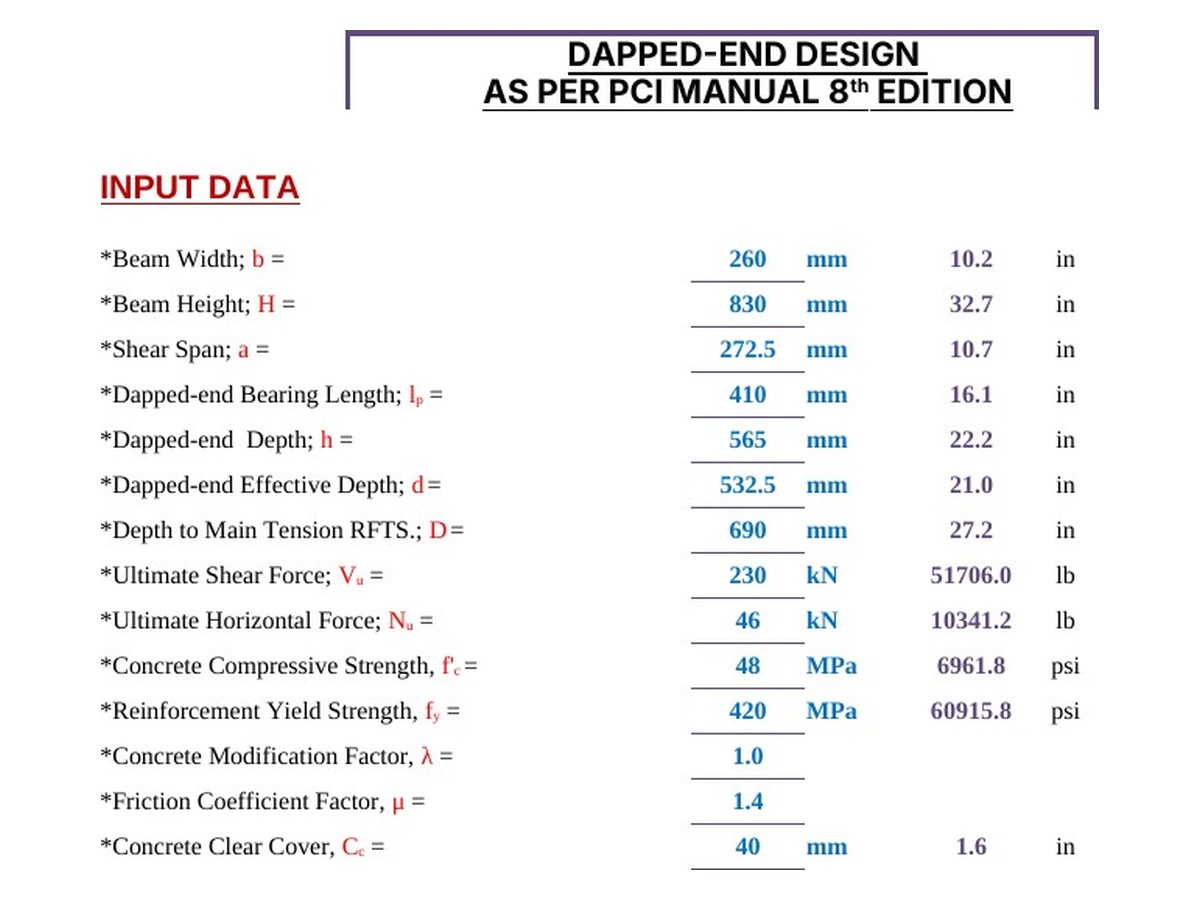 DAPPED-END DESIGN
AS PER PCI MANUAL 8th EDITION
INPUT DATA
*Beam Width; b = 260 mm 10.2 in
*Beam Height; H = 830 mm 32.7 in
*Shear Span; a = 272.5 mm 10.7 in
*Dapped-end Bearing Length; lp = 410 mm 16.1 in
*Dapped-end Depth; h = 565 mm 22.2 in
*Dapped-end Effective Depth; d= 532.5 mm 21.0 in
*Depth to Main Tension RFTS.; D= 690 mm 27.2 in
*Ultimate Shear Force; Vu = 230 kN 51706.0 lb
*Ultimate Horizontal Force; Nu = 46 kN 10341.2 lb
*Concrete Compressive Strength, f'c= 48 MPa 6961.8 psi
*Reinforcement Yield Strength, fy = 420 MPa 60915.8 psi
*Concrete Modification Factor, λ = 1.0
*Friction Coefficient Factor, μ = 1.4
*Concrete Clear Cover, Cc = 40 mm 1.6 in